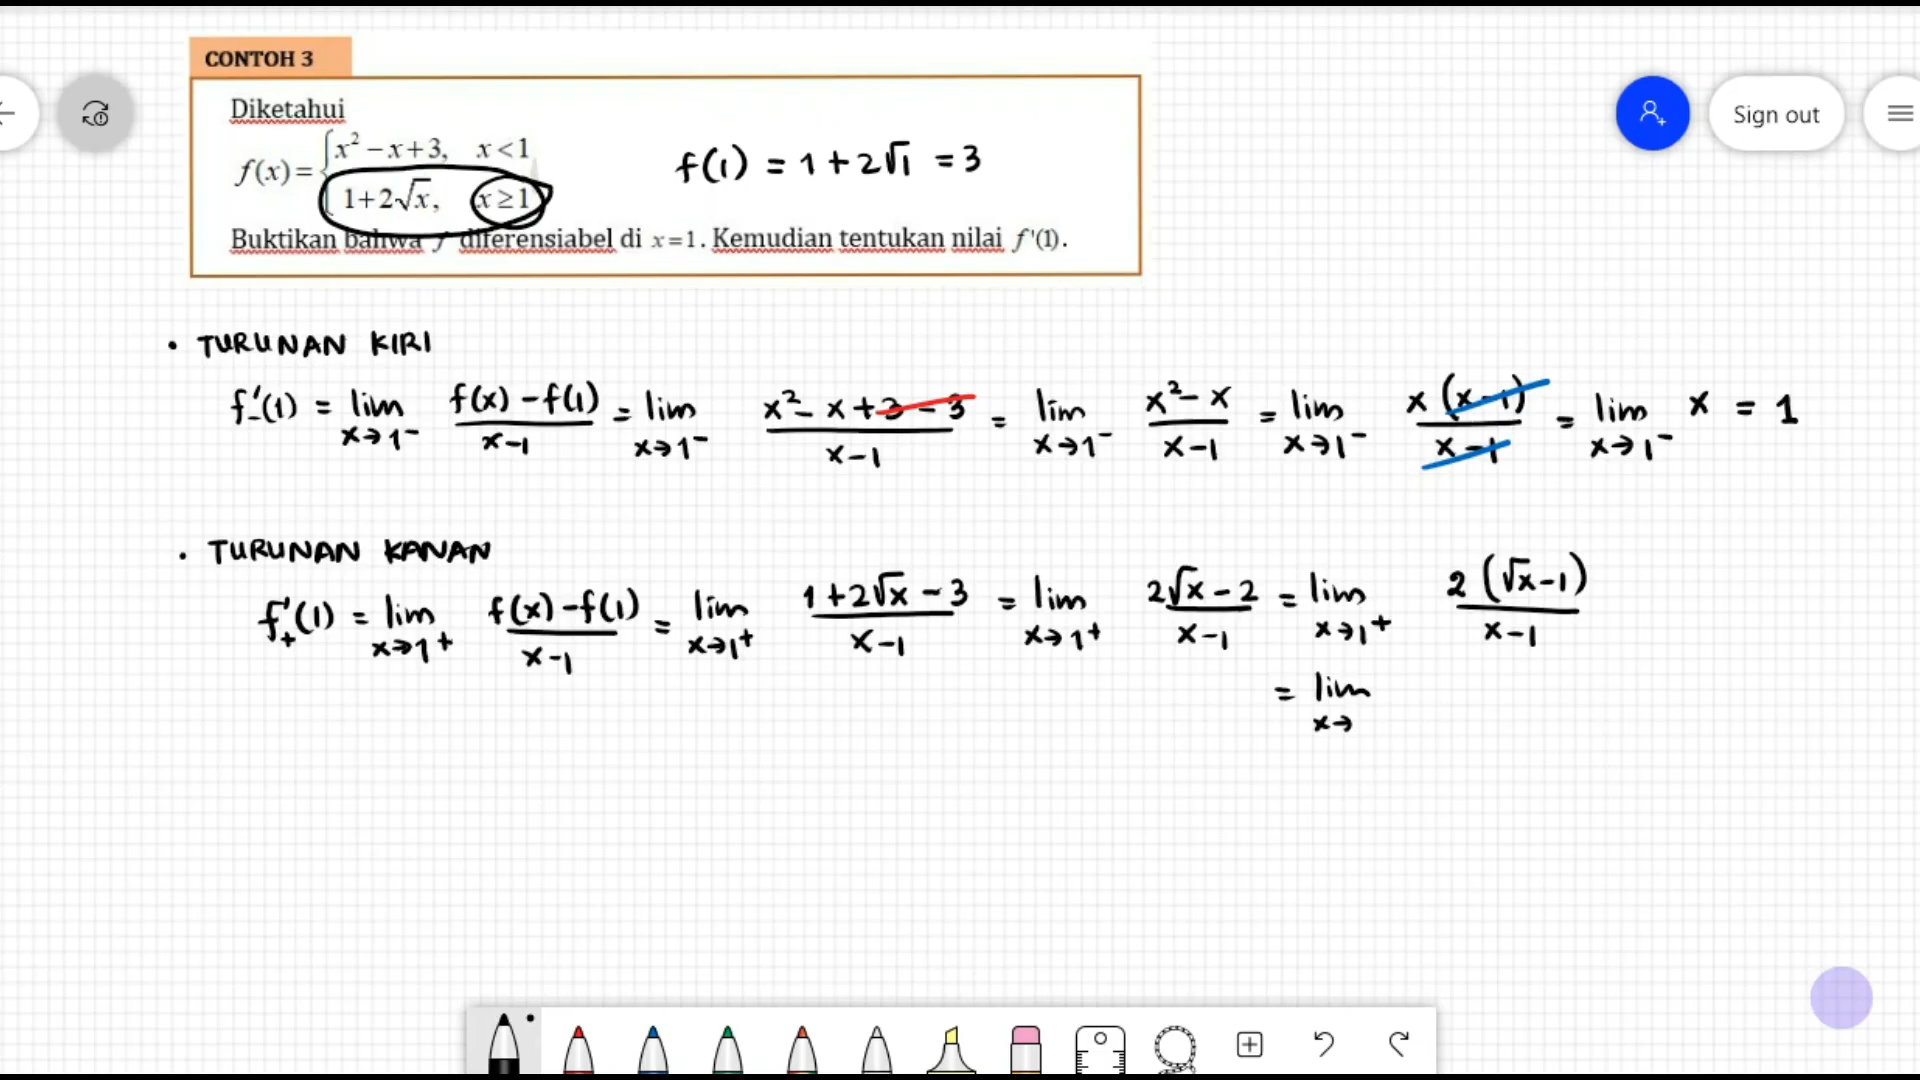 CONTOH 3
Sign out
Diketahui
f(x) = { x² − x + 3, x < 1
1 + 2√x, x ≥ 1
f(1) = 1 + 2√1 = 3
Buktikan bahwa f diferensiabel di x = 1. Kemudian tentukan nilai f'(1).
• TURUNAN KIRI
f₋'(1) = lim x→1⁻ (f(x) − f(1))/(x−1) = lim x→1⁻ (x² − x + 3 − 3)/(x−1) = lim x→1⁻ (x² − x)/(x−1) = lim x→1⁻ x(x−1)/(x−1) = lim x→1⁻ x = 1
• TURUNAN KANAN
f₊'(1) = lim x→1⁺ (f(x) − f(1))/(x−1) = lim x→1⁺ (1 + 2√x − 3)/(x−1) = lim x→1⁺ (2√x − 2)/(x−1) = lim x→1⁺ 2(√x−1)/(x−1)
= lim x→